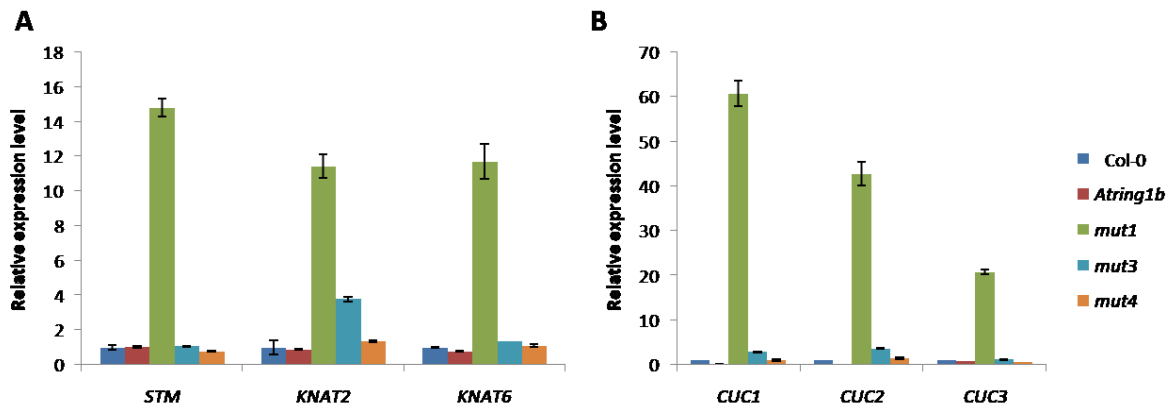 A
Relative expression level
18
16
14
12
10
8
6
4
2
0
STM
KNAT2
KNAT6
B
Relative expression level
70
60
50
40
30
20
10
0
CUC1
CUC2
CUC3
Col-0
Atring1b
mut1
mut3
mut4